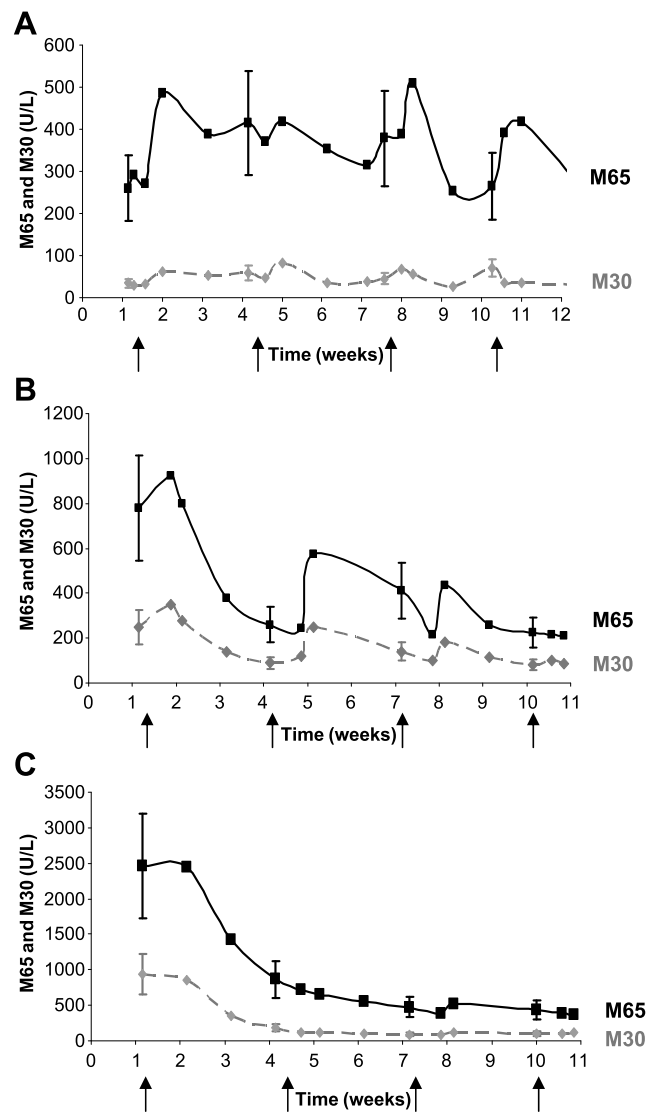 A
M65 and M30 (U/L)
600
500
400
300
200
100
0
0 1 2 3 4 5 6 7 8 9 10 11 12
Time (weeks)
M65
M30
B
M65 and M30 (U/L)
1200
1000
800
600
400
200
0
0 1 2 3 4 5 6 7 8 9 10 11
Time (weeks)
M65
M30
C
M65 and M30 (U/L)
3500
3000
2500
2000
1500
1000
500
0
0 1 2 3 4 5 6 7 8 9 10 11
Time (weeks)
M65
M30